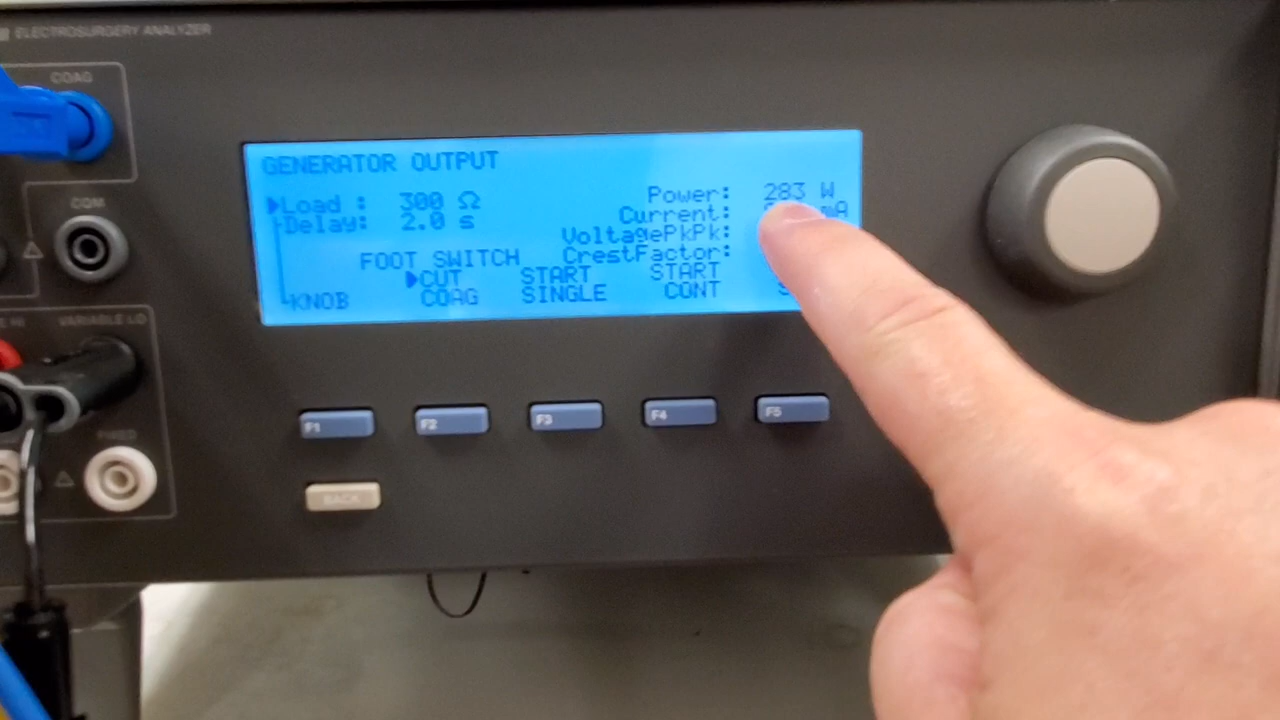 ELECTROSURGERY ANALYZER
COAG
GENERATOR OUTPUT
Load : 300 Ω
Power: 283 W
Delay: 2.0 s
Current: mA
VoltagePkPk:
CrestFactor:
FOOT SWITCH
CUT START START
KNOB COAG SINGLE CONT
COM
VARIABLE LO
FIXED
F1 F2 F3 F4 F5
BACK